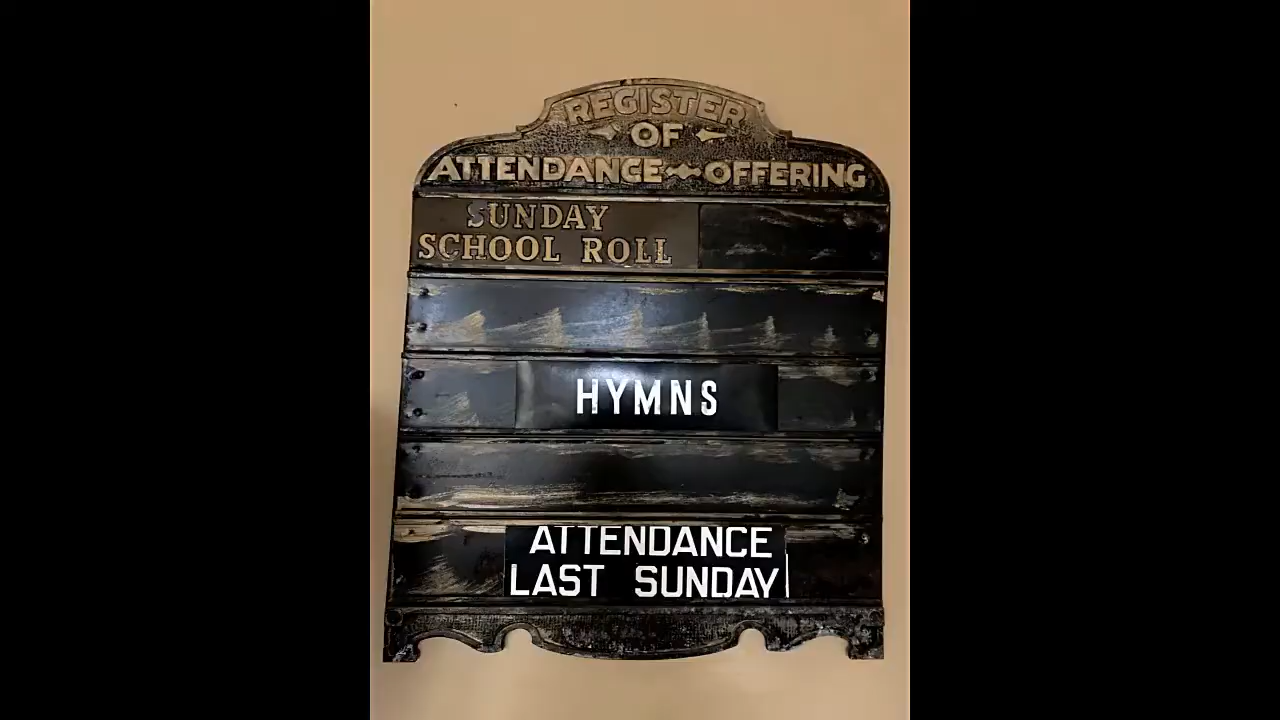 REGISTER
OF
ATTENDANCE OFFERING
SUNDAY
SCHOOL ROLL
HYMNS
ATTENDANCE
LAST SUNDAY